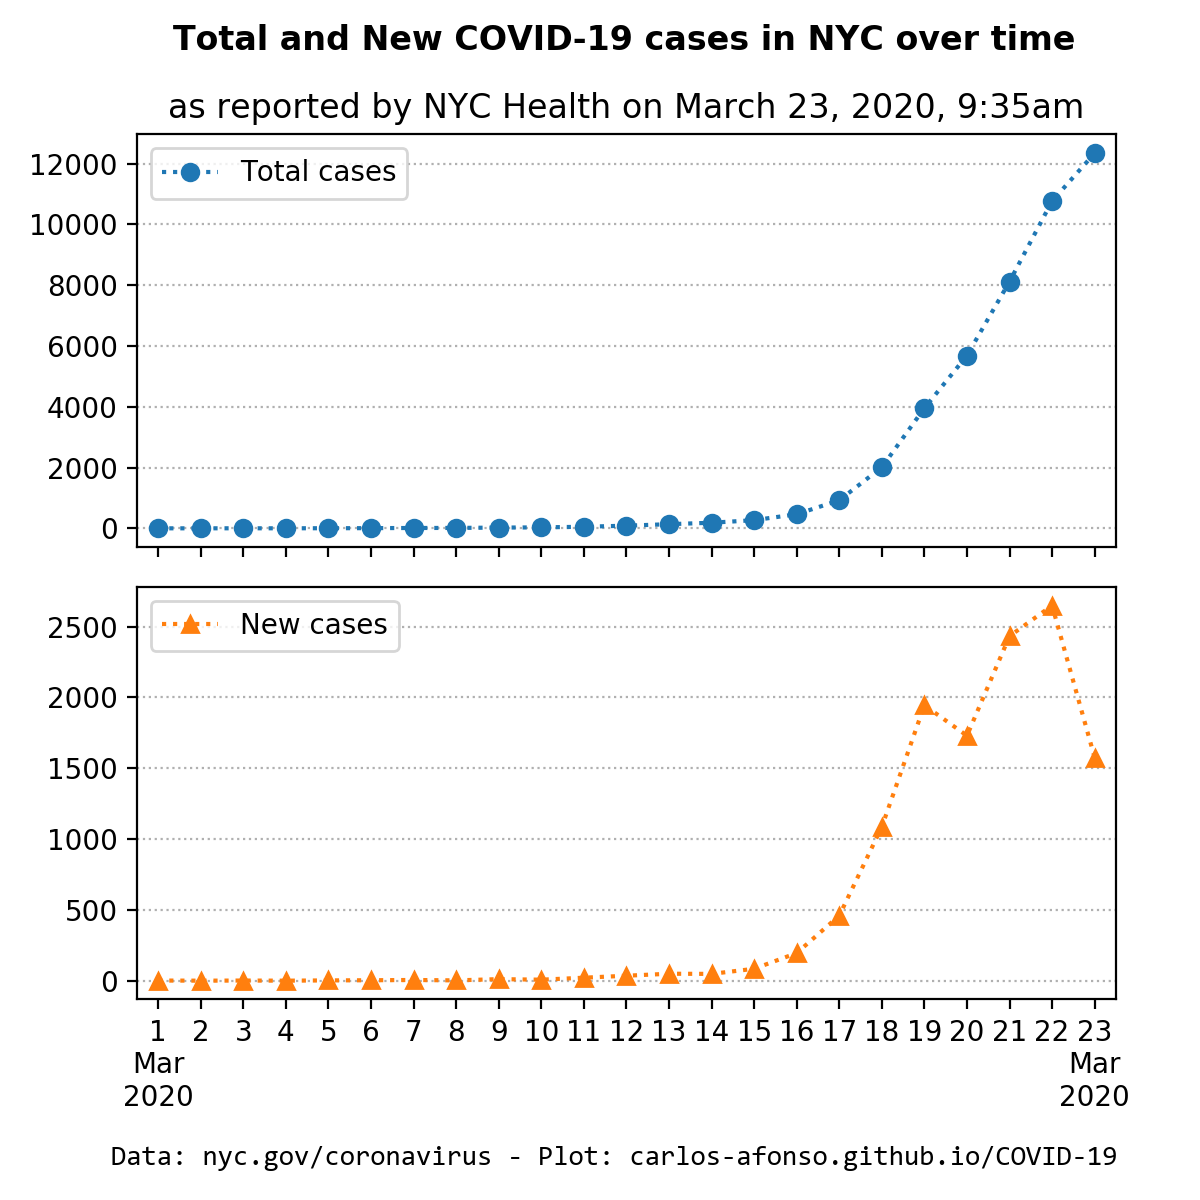 Total and New COVID-19 cases in NYC over time
as reported by NYC Health on March 23, 2020, 9:35am
Total cases
12000
10000
8000
6000
4000
2000
0
New cases
2500
2000
1500
1000
500
0
1 2 3 4 5 6 7 8 9 10 11 12 13 14 15 16 17 18 19 20 21 22 23
Mar Mar
2020 2020
Data: nyc.gov/coronavirus - Plot: carlos-afonso.github.io/COVID-19